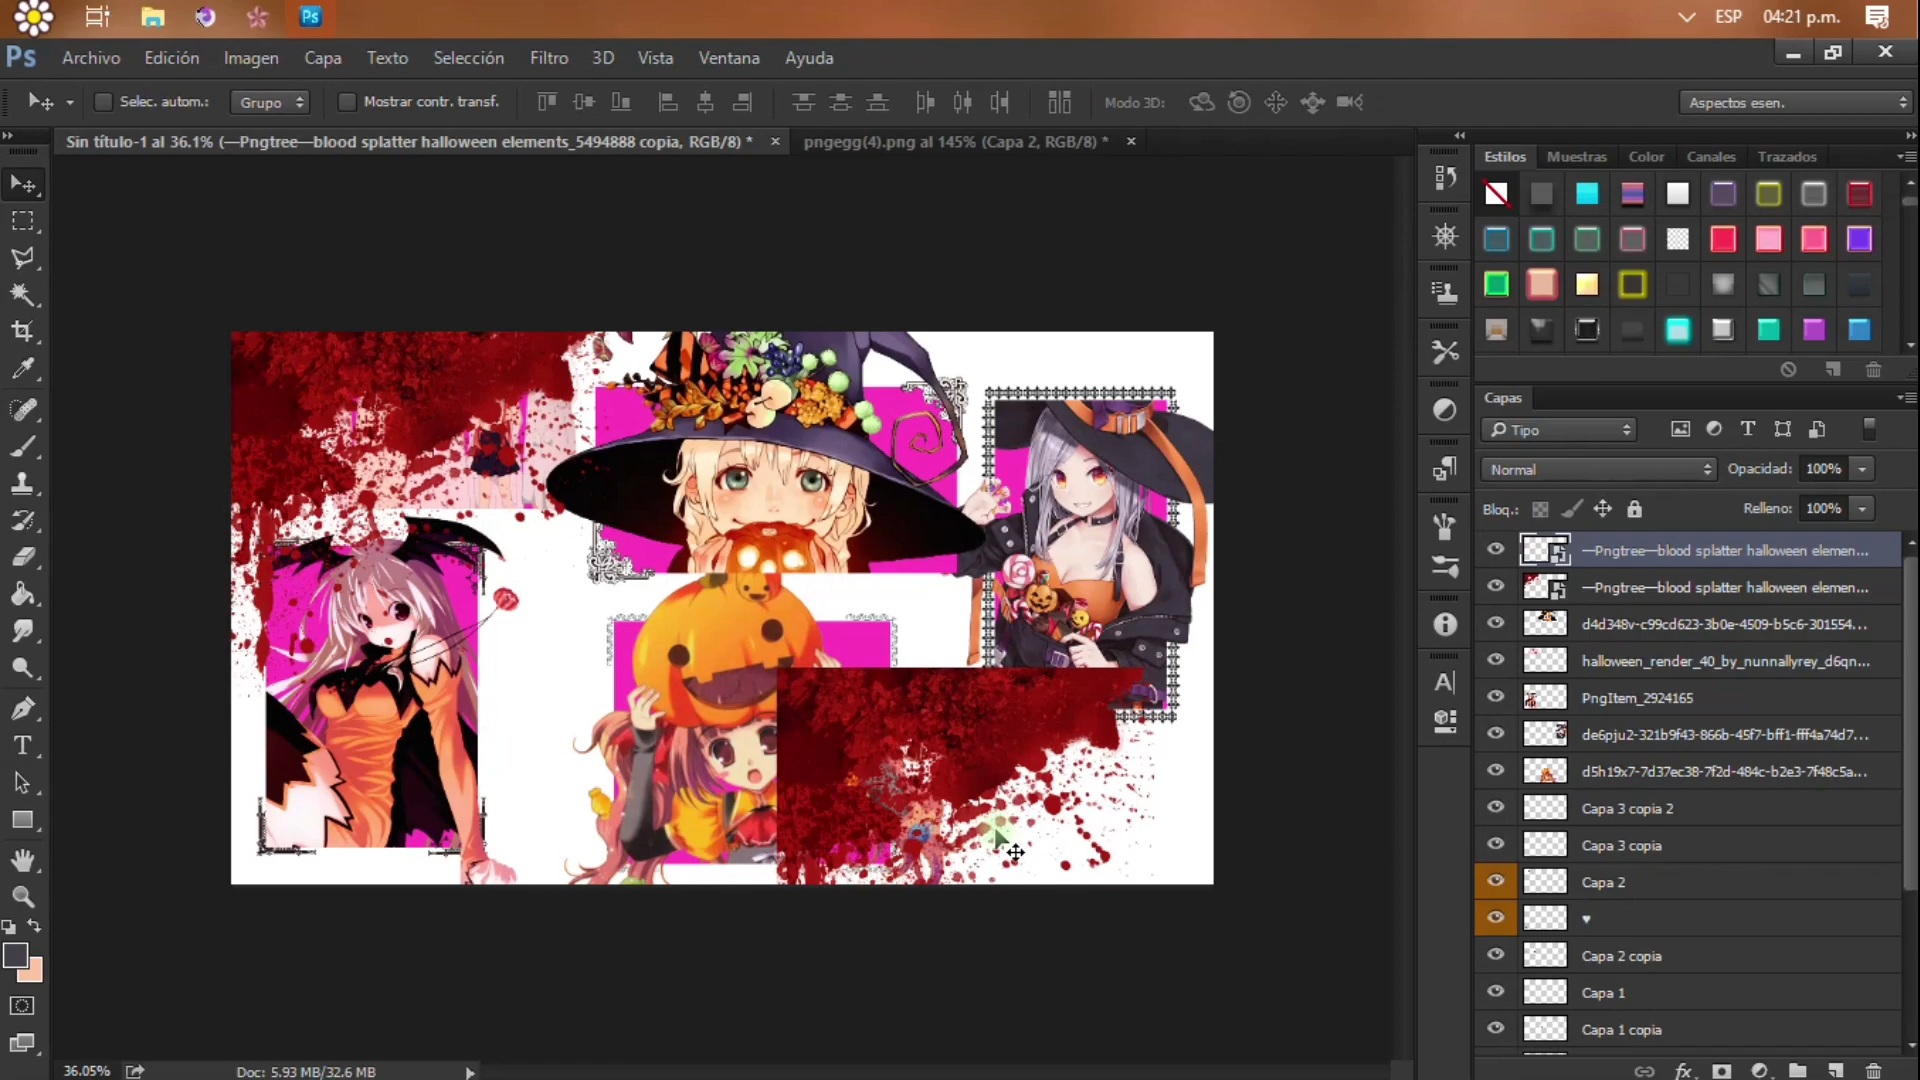 Ps
ESP
04:21 p.m.
Ps
Archivo
Edición
Imagen
Capa
Texto
Selección
Filtro
3D
Vista
Ventana
Ayuda
Selec. autom.:
Grupo
Mostrar contr. transf.
Modo 3D:
Aspectos esen.
Sin título-1 al 36.1% (—Pngtree—blood splatter halloween elements_5494888 copia, RGB/8) *
pngegg(4).png al 145% (Capa 2, RGB/8) *
Estilos
Muestras
Color
Canales
Trazados
Capas
Tipo
Normal
Opacidad:
100%
Bloq.:
Relleno:
100%
—Pngtree—blood splatter halloween elemen...
—Pngtree—blood splatter halloween elemen...
d4d348v-c99cd623-3b0e-4509-b5c6-301554...
halloween_render_40_by_nunnallyrey_d6qn...
PngItem_2924165
de6pju2-321b9f43-866b-45f7-bff1-fff4a74d7...
d5h19x7-7d37ec38-7f2d-484c-b2e3-7f48c5a...
Capa 3 copia 2
Capa 3 copia
Capa 2
♥
Capa 2 copia
Capa 1
Capa 1 copia
fx
36.05%
Doc: 5.93 MB/32.6 MB